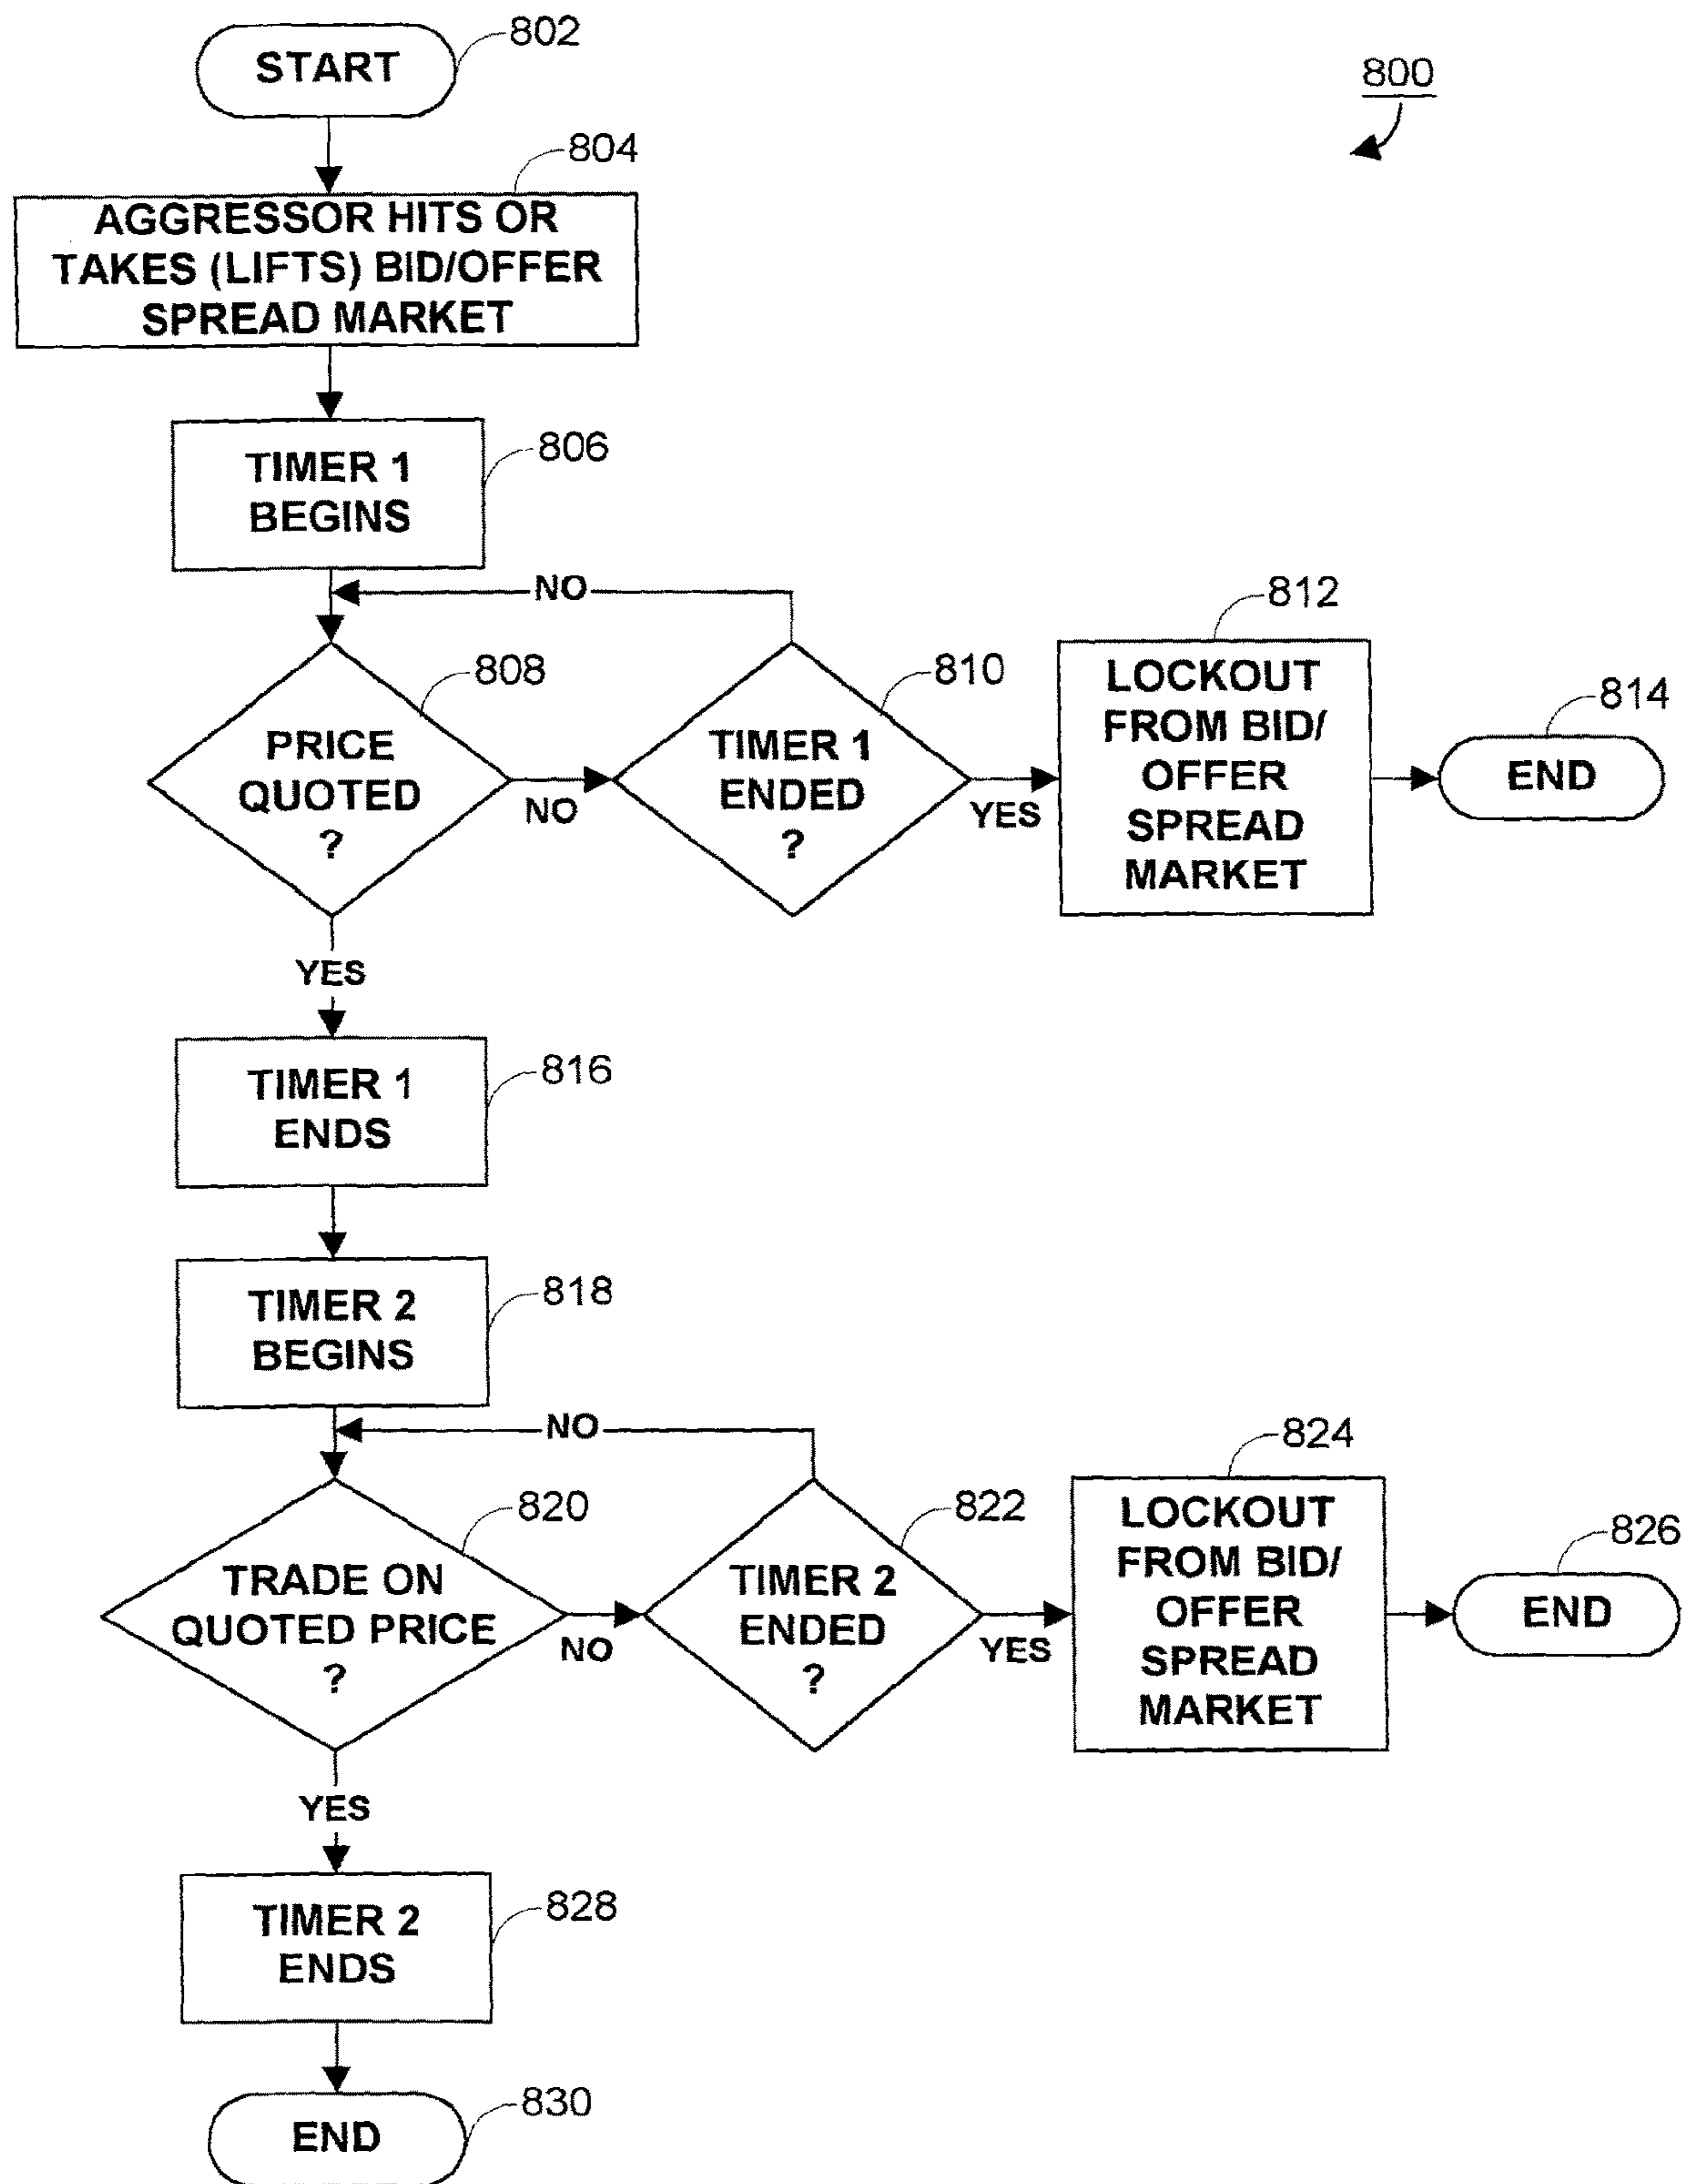 START
802
800
804
AGGRESSOR HITS OR
TAKES (LIFTS) BID/OFFER
SPREAD MARKET
806
TIMER 1
BEGINS
NO
808
PRICE
QUOTED
?
NO
810
TIMER 1
ENDED
?
YES
812
LOCKOUT
FROM BID/
OFFER
SPREAD
MARKET
814
END
YES
816
TIMER 1
ENDS
818
TIMER 2
BEGINS
NO
820
TRADE ON
QUOTED PRICE
?
NO
822
TIMER 2
ENDED
?
YES
824
LOCKOUT
FROM BID/
OFFER
SPREAD
MARKET
826
END
YES
828
TIMER 2
ENDS
830
END